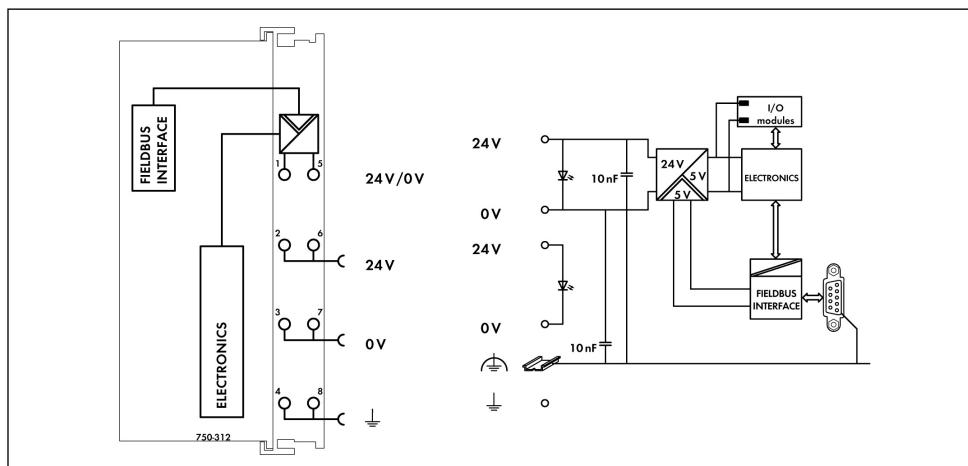 FIELDBUS
INTERFACE
ELECTRONICS
750-312
1 5
24V/0V
2 6
24V
3 7
0V
4 8
24V
0V
24V
0V
10nF
10nF
24V
5V
5V
I/O
modules
ELECTRONICS
FIELDBUS
INTERFACE